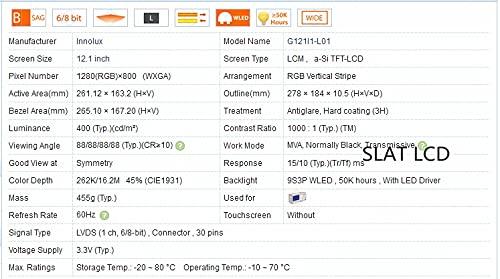 B SAG 6/8 bit L WLED ≥50K Hours WIDE
Manufacturer Innolux Model Name G121I1-L01
Screen Size 12.1 inch Screen Type LCM , a-Si TFT-LCD
Pixel Number 1280(RGB)×800 (WXGA) Arrangement RGB Vertical Stripe
Active Area(mm) 261.12 × 163.2 (H×V) Outline(mm) 278 × 184 × 10.5 (H×V×D)
Bezel Area(mm) 265.10 × 167.20 (H×V) Treatment Antiglare, Hard coating (3H)
Luminance 400 (Typ.)(cd/m²) Contrast Ratio 1000 : 1 (Typ.) (TM)
Viewing Angle 88/88/88/88 (Typ.)(CR≥10) ? Work Mode MVA, Normally Black, Transmissive ?
SLAT LCD
Good View at Symmetry Response 15/10 (Typ.)(Tr/Tf) ms
Color Depth 262K/16.2M 45% (CIE1931) Backlight 9S3P WLED , 50K hours , With LED Driver
Mass 455g (Typ.) Used for
Refresh Rate 60Hz ? Touchscreen Without
Signal Type LVDS (1 ch, 6/8-bit) , Connector , 30 pins
Voltage Supply 3.3V (Typ.)
Max. Ratings Storage Temp.: -20 ~ 80 °C Operating Temp.: -10 ~ 70 °C